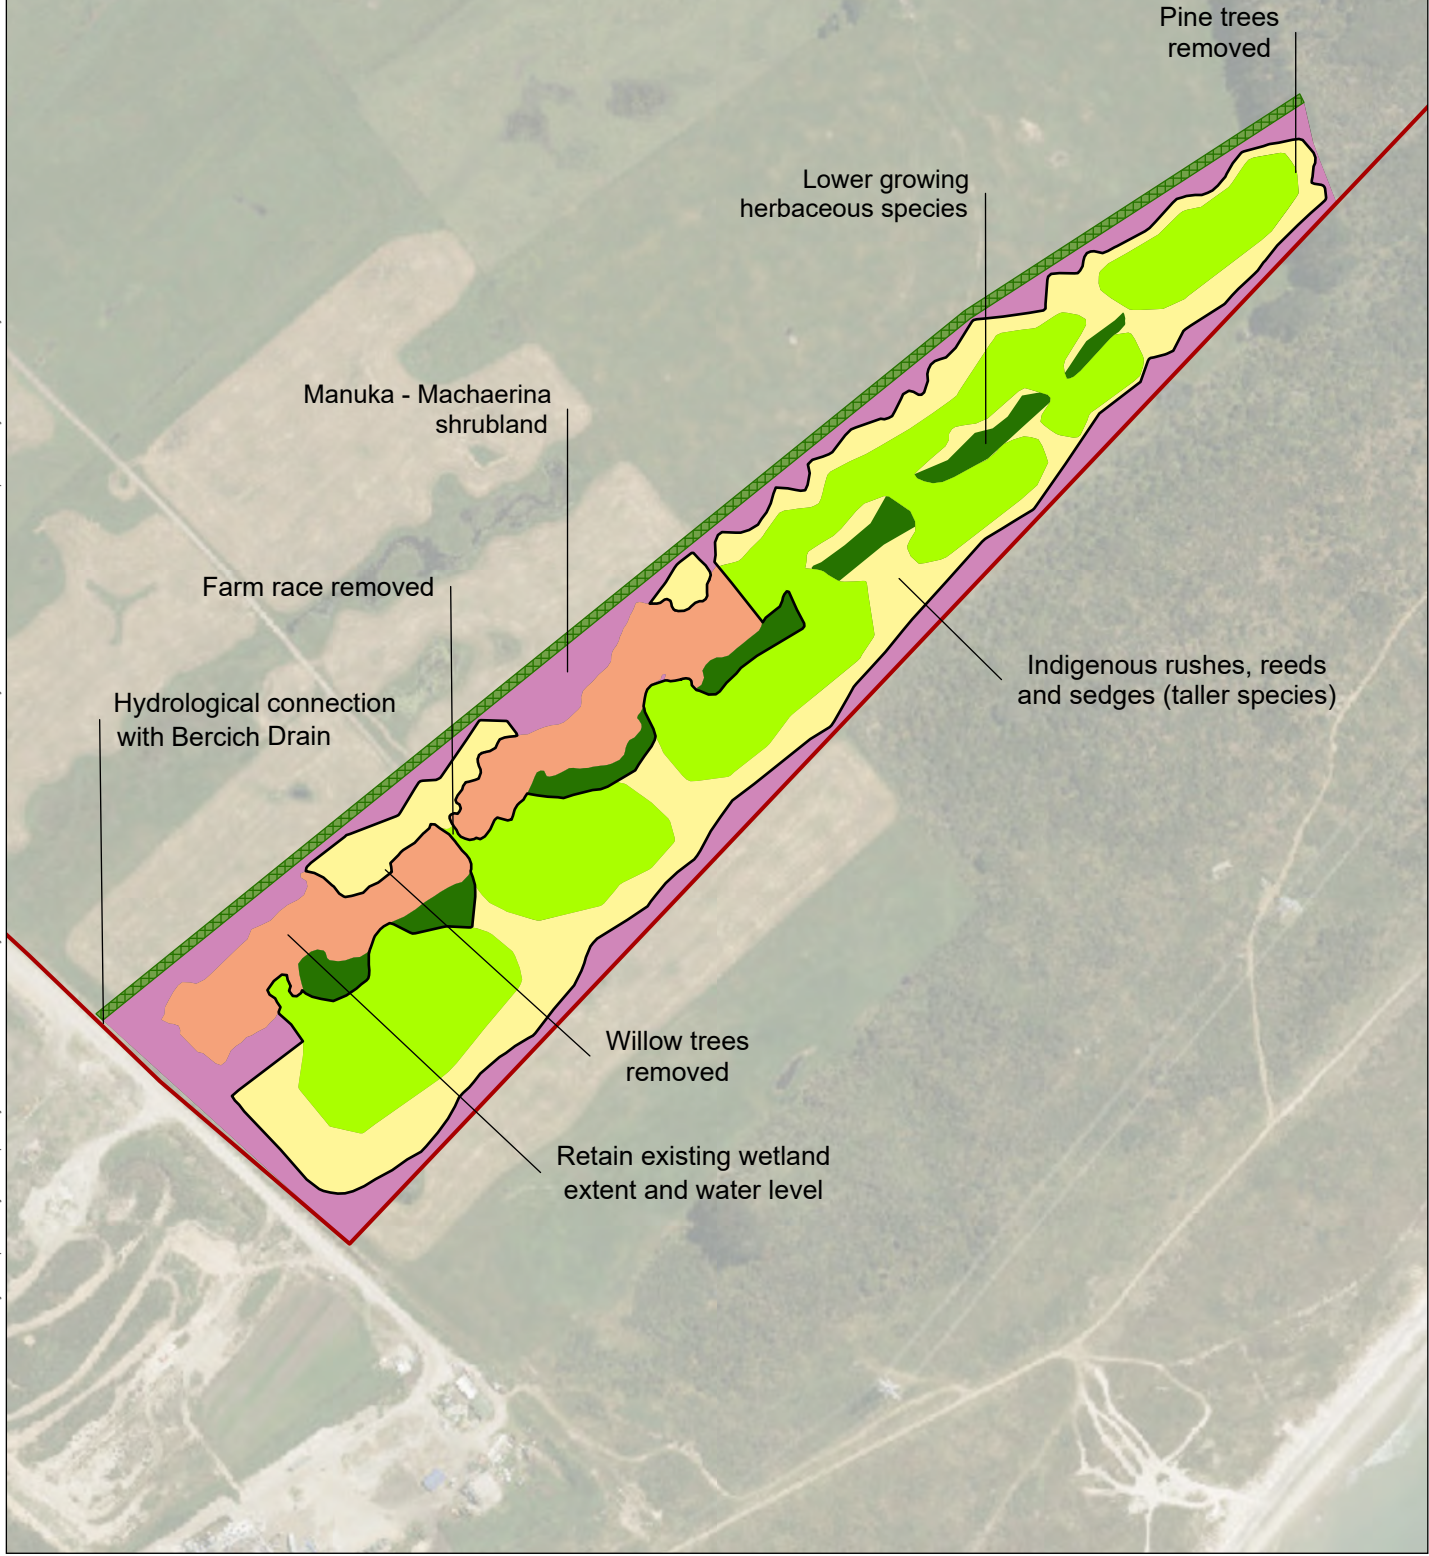 Pine trees
removed
Lower growing
herbaceous species
Manuka - Machaerina
shrubland
Farm race removed
Hydrological connection
with Bercich Drain
Indigenous rushes, reeds
and sedges (taller species)
Willow trees
removed
Retain existing wetland
extent and water level